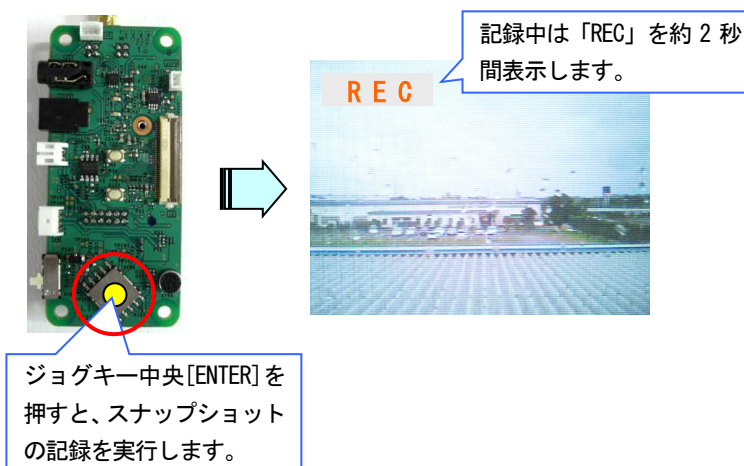 記録中は「REC」を約 2 秒
間表示します。
REC
ジョグキー中央[ENTER]を
押すと、スナップショット
の記録を実行します。